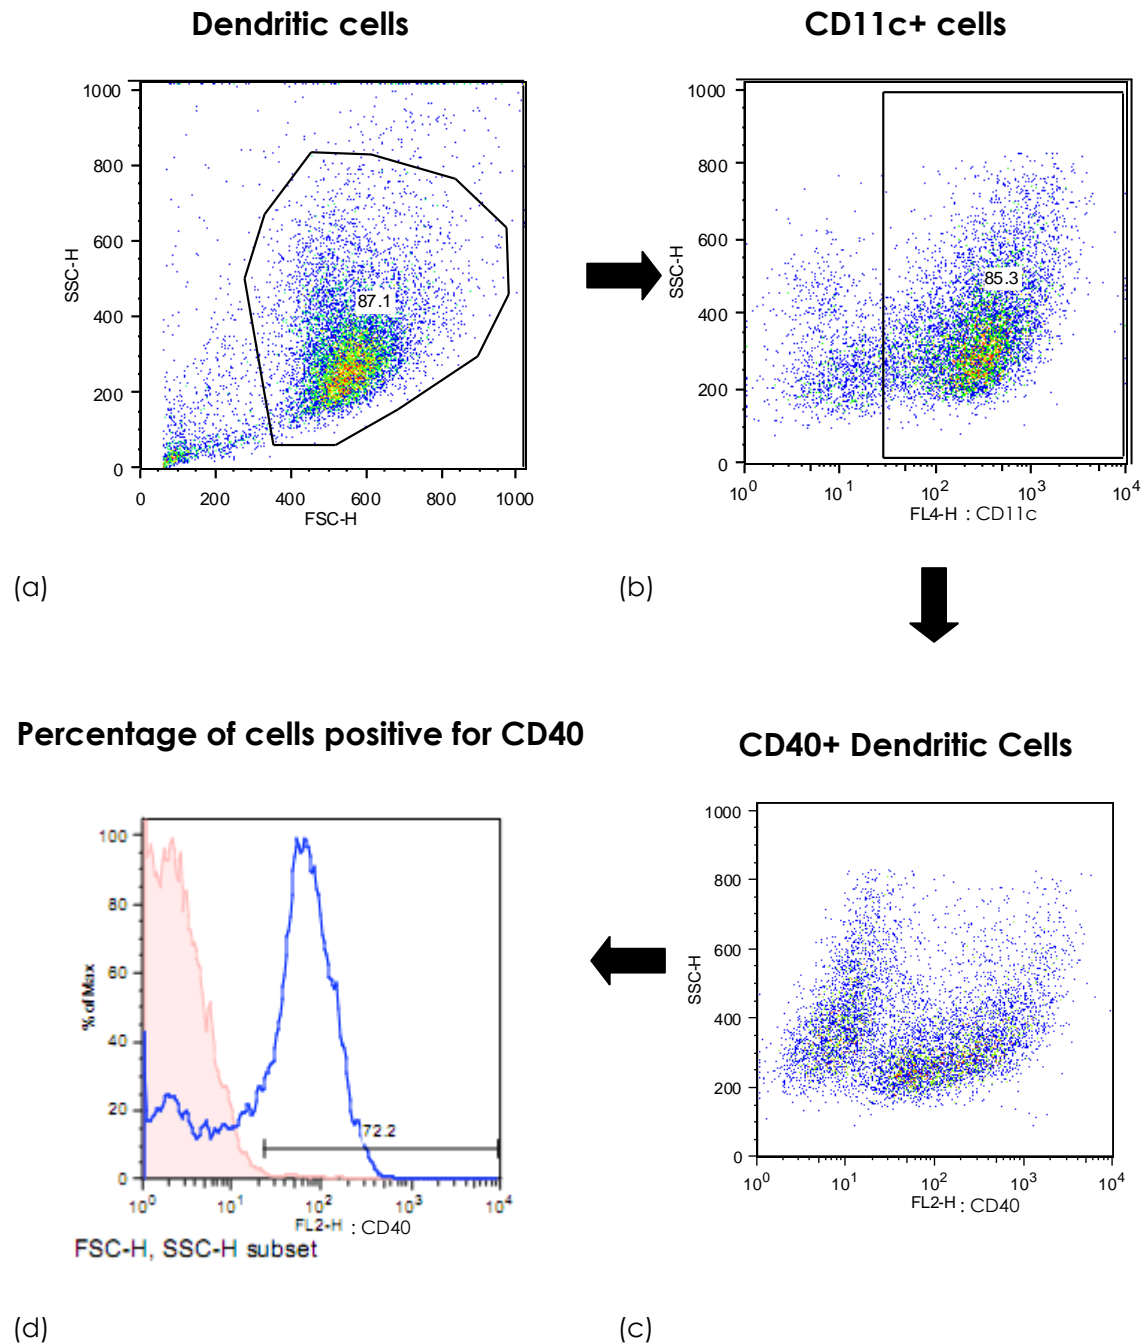 Dendritic cells
CD11c+ cells
1000
800
600
400
200
0
SSC-H
87.1
0 200 400 600 800 1000
FSC-H
1000
800
600
400
200
0
SSC-H
85.3
10^0 10^1 10^2 10^3 10^4
FL4-H : CD11c
(a)
(b)
Percentage of cells positive for CD40
CD40+ Dendritic Cells
100
80
60
40
20
0
% of Max
72.2
10^0 10^1 10^2 10^3 10^4
FL2-H : CD40
FSC-H, SSC-H subset
1000
800
600
400
200
0
SSC-H
10^0 10^1 10^2 10^3 10^4
FL2-H : CD40
(d)
(c)